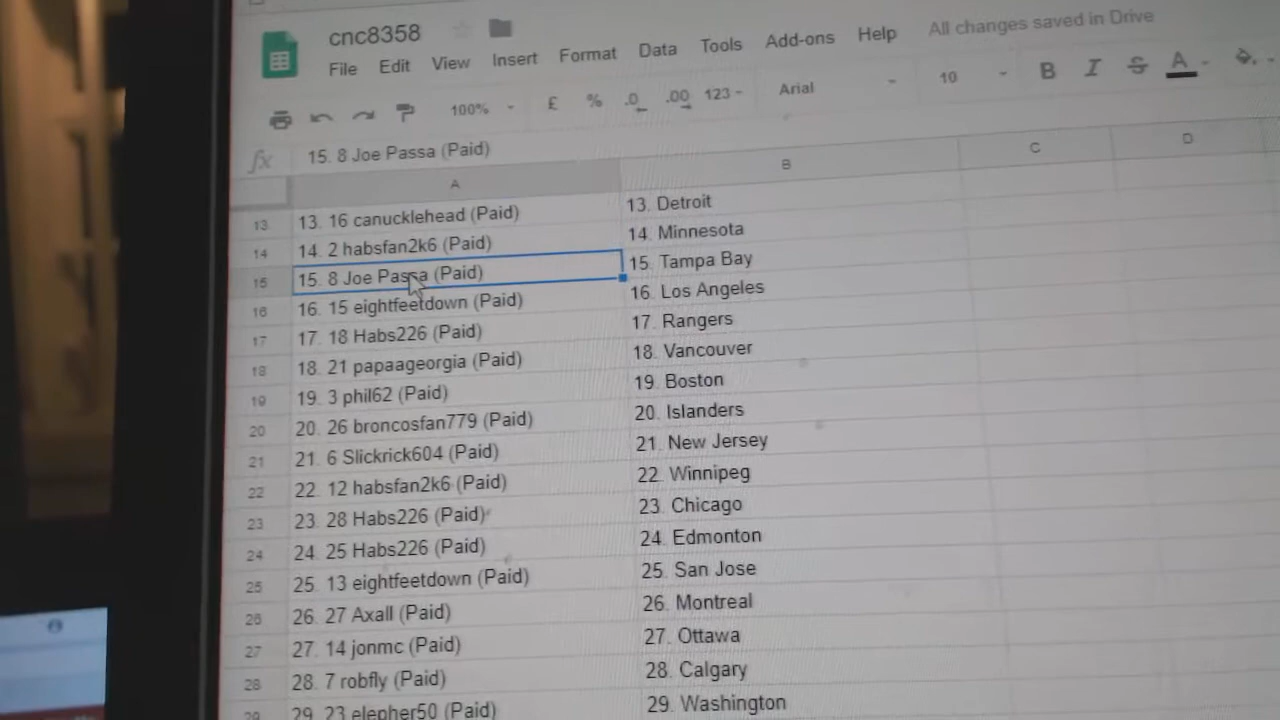 cnc8358
File Edit View Insert Format Data Tools Add-ons Help All changes saved in Drive
100% £ % .0 .00 123 Arial 10 B I S A
fx 15. 8 Joe Passa (Paid)
A B C D
13 13. 16 canucklehead (Paid) 13. Detroit
14 14. 2 habsfan2k6 (Paid) 14. Minnesota
15 15. 8 Joe Passa (Paid) 15. Tampa Bay
16 16. 15 eightfeetdown (Paid) 16. Los Angeles
17 17. 18 Habs226 (Paid) 17. Rangers
18 18. 21 papaageorgia (Paid) 18. Vancouver
19 19. 3 phil62 (Paid) 19. Boston
20 20. 26 broncosfan779 (Paid) 20. Islanders
21 21. 6 Slickrick604 (Paid) 21. New Jersey
22 22. 12 habsfan2k6 (Paid) 22. Winnipeg
23 23. 28 Habs226 (Paid) 23. Chicago
24 24. 25 Habs226 (Paid) 24. Edmonton
25 25. 13 eightfeetdown (Paid) 25. San Jose
26 26. 27 Axall (Paid) 26. Montreal
27 27. 14 jonmc (Paid) 27. Ottawa
28 28. 7 robfly (Paid) 28. Calgary
29 29. 23 elepher50 (Paid) 29. Washington